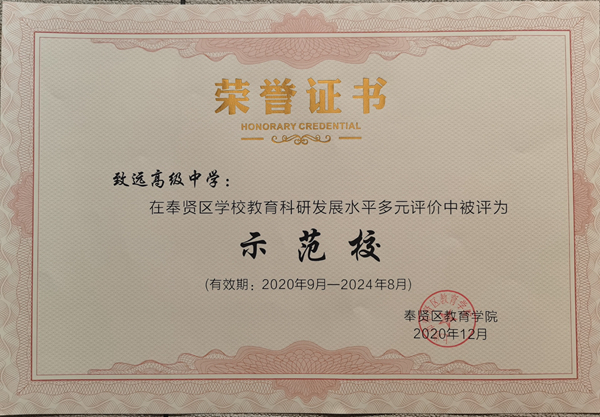 荣誉证书
HONORARY CREDENTIAL
致远高级中学：
在奉贤区学校教育科研发展水平多元评价中被评为
示范校
(有效期：2020年9月—2024年8月)
奉贤区教育学院
2020年12月